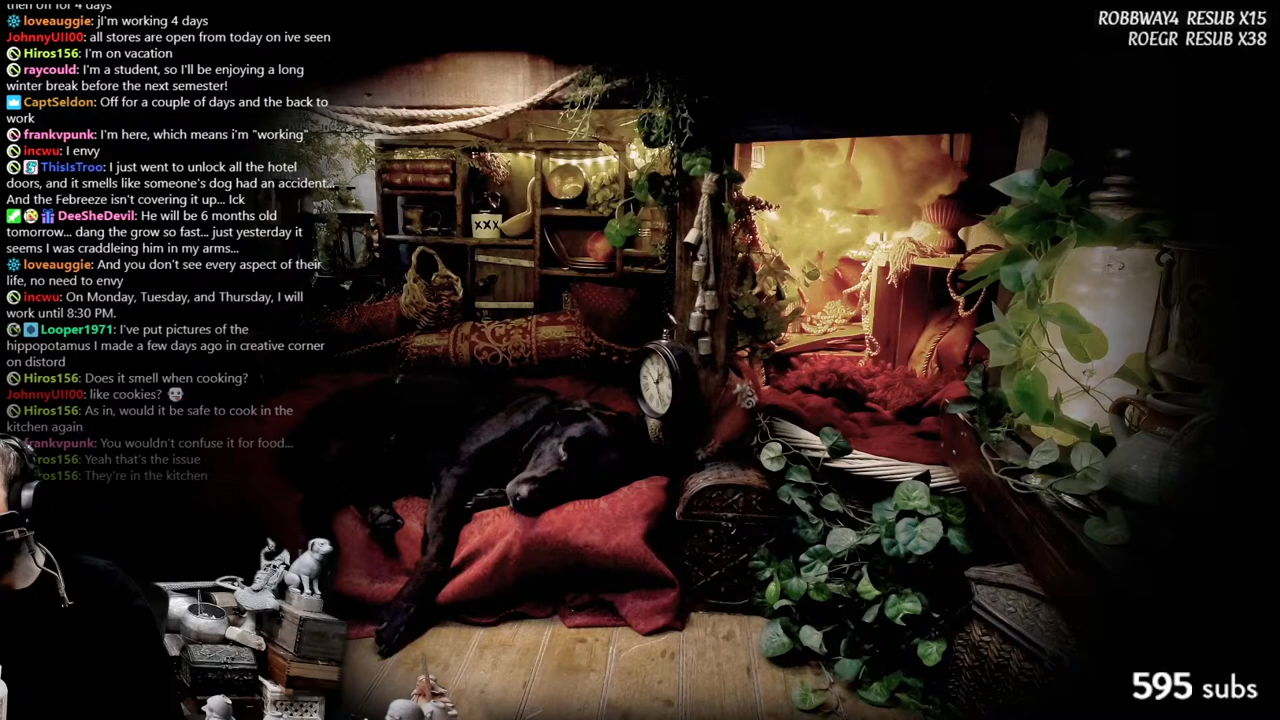 then off for 4 days
loveauggie: jI'm working 4 days
JohnnyUll00: all stores are open from today on ive seen
Hiros156: I'm on vacation
raycould: I'm a student, so I'll be enjoying a long
winter break before the next semester!
CaptSeldon: Off for a couple of days and the back to
work
frankvpunk: I'm here, which means i'm "working"
incwu: I envy
ThisIsTroo: I just went to unlock all the hotel
doors, and it smells like someone's dog had an accident...
And the Febreeze isn't covering it up... Ick
DeeSheDevil: He will be 6 months old
tomorrow... dang the grow so fast... just yesterday it
seems I was craddleing him in my arms...
loveauggie: And you don't see every aspect of their
life, no need to envy
incwu: On Monday, Tuesday, and Thursday, I will
work until 8:30 PM.
Looper1971: I've put pictures of the
hippopotamus I made a few days ago in creative corner
on distord
Hiros156: Does it smell when cooking?
JohnnyUll00: like cookies?
Hiros156: As in, would it be safe to cook in the
kitchen again
frankvpunk: You wouldn't confuse it for food...
ros156: Yeah that's the issue
ros156: They're in the kitchen
ROBBWAY4 RESUB X15
ROEGR RESUB X38
XXX
595 subs